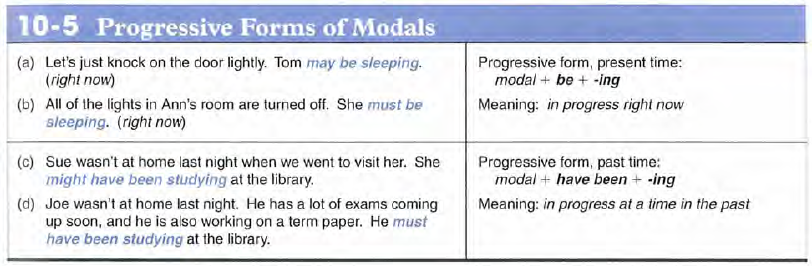 10-5 Progressive Forms of Modals
(a) Let's just knock on the door lightly. Tom may be sleeping.
(right now)
(b) All of the lights in Ann's room are turned off. She must be
sleeping. (right now)
Progressive form, present time:
modal + be + -ing
Meaning: in progress right now
(c) Sue wasn't at home last night when we went to visit her. She
might have been studying at the library.
(d) Joe wasn't at home last night. He has a lot of exams coming
up soon, and he is also working on a term paper. He must
have been studying at the library.
Progressive form, past time:
modal + have been + -ing
Meaning: in progress at a time in the past